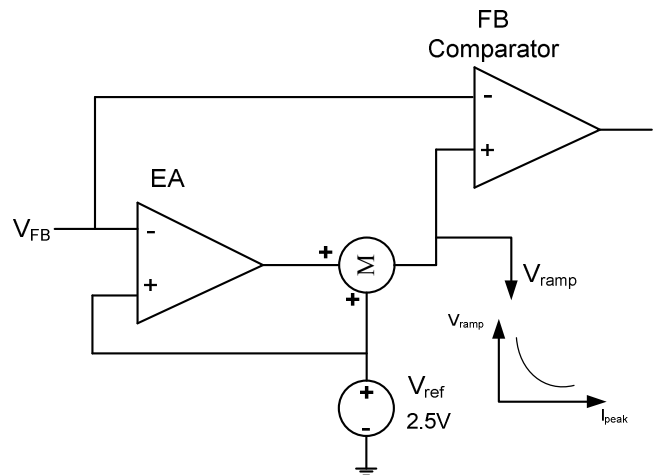 FB
Comparator
-
+
EA
V_FB
-
+
+
M
+
V_ramp
V_ramp
I_peak
+
-
V_ref
2.5V